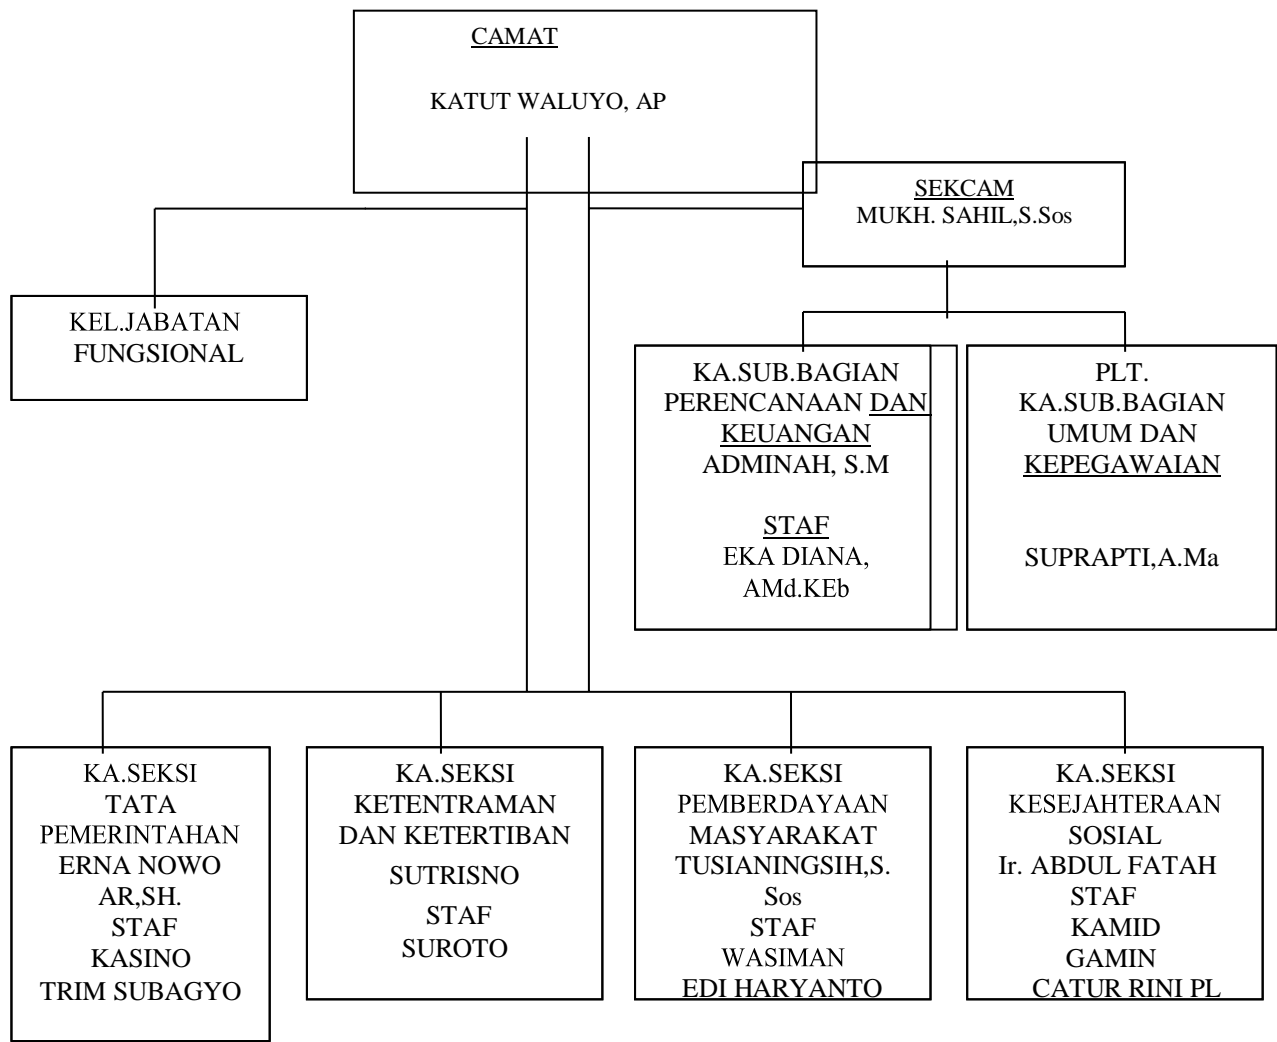 CAMAT
KATUT WALUYO, AP
SEKCAM
MUKH. SAHIL,S.Sos
KEL.JABATAN
FUNGSIONAL
KA.SUB.BAGIAN
PERENCANAAN DAN
KEUANGAN
ADMINAH, S.M
STAF
EKA DIANA,
AMd.KEb
PLT.
KA.SUB.BAGIAN
UMUM DAN
KEPEGAWAIAN
SUPRAPTI,A.Ma
KA.SEKSI
TATA
PEMERINTAHAN
ERNA NOWO
AR,SH.
STAF
KASINO
TRIM SUBAGYO
KA.SEKSI
KETENTRAMAN
DAN KETERTIBAN
SUTRISNO
STAF
SUROTO
KA.SEKSI
PEMBERDAYAAN
MASYARAKAT
TUSIANINGSIH,S.
Sos
STAF
WASIMAN
EDI HARYANTO
KA.SEKSI
KESEJAHTERAAN
SOSIAL
Ir. ABDUL FATAH
STAF
KAMID
GAMIN
CATUR RINI PL